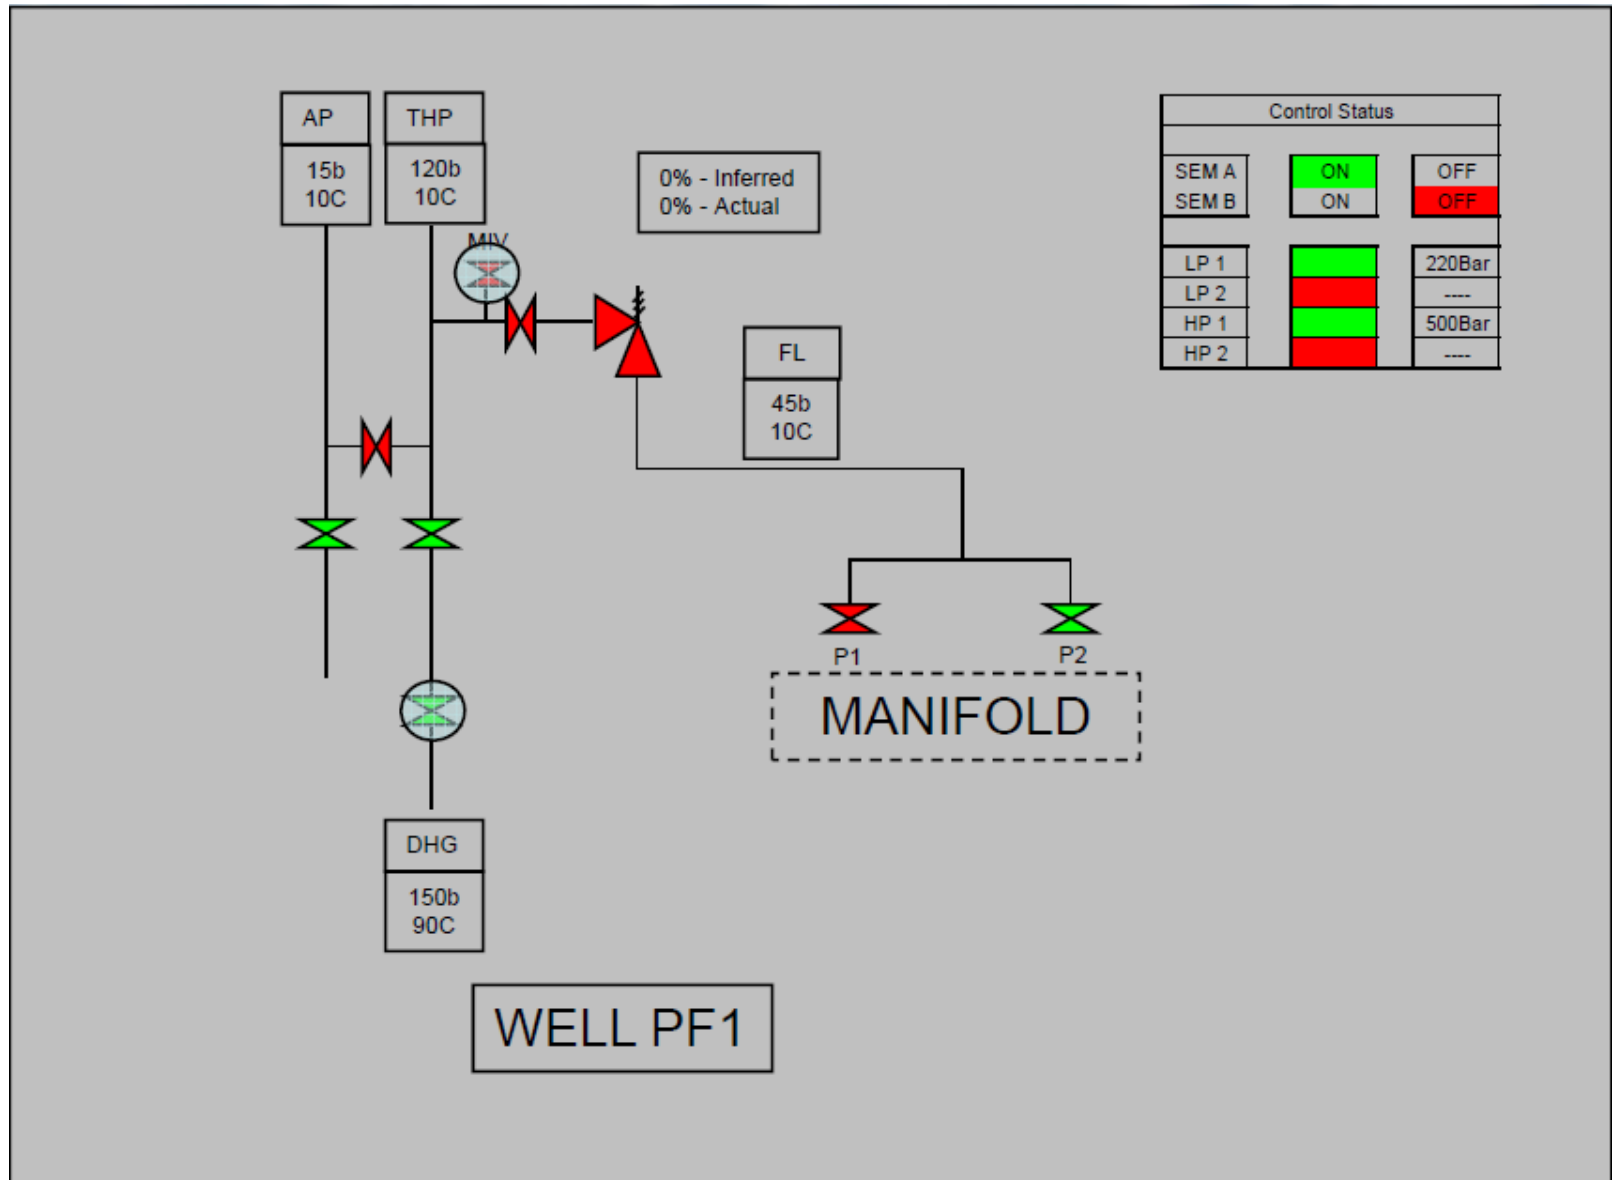 AP
THP
15b
10C
120b
10C
MIV
0% - Inferred
0% - Actual
Control Status
SEM A ON OFF
SEM B ON OFF
LP 1 220Bar
LP 2 ----
HP 1 500Bar
HP 2 ----
FL
45b
10C
P1
P2
MANIFOLD
DHG
150b
90C
WELL PF1